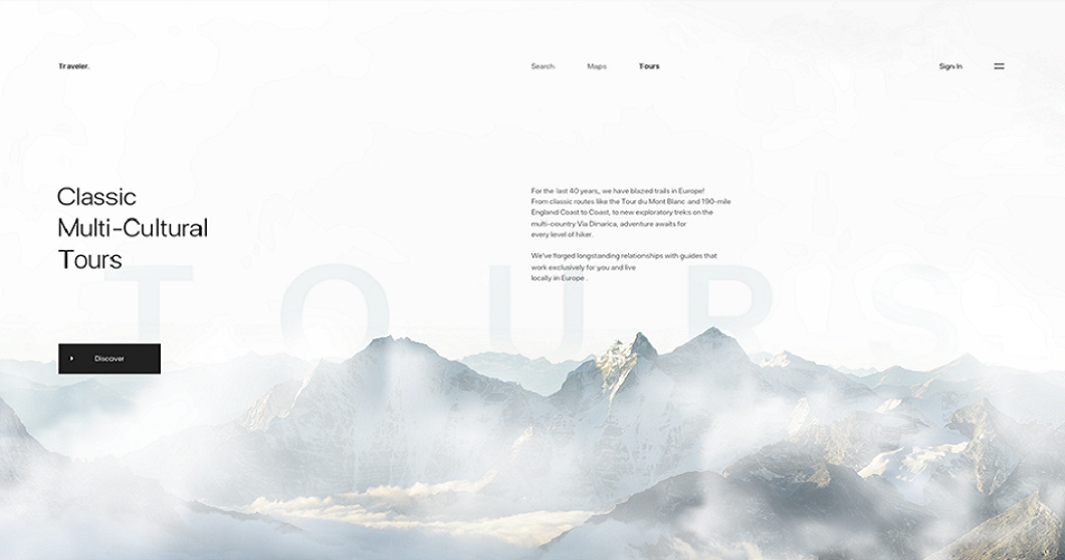 Traveler.
Search Maps Tours
Sign In
Classic
Multi-Cultural
Tours
For the last 40 years,, we have blazed trails in Europe!
From classic routes like the Tour du Mont Blanc and 190-mile
England Coast to Coast, to new exploratory treks on the
multi-country Via Dinarica, adventure awaits for
every level of hiker.
We've forged longstanding relationships with guides that
work exclusively for you and live
locally in Europe .
TOURS
Discover